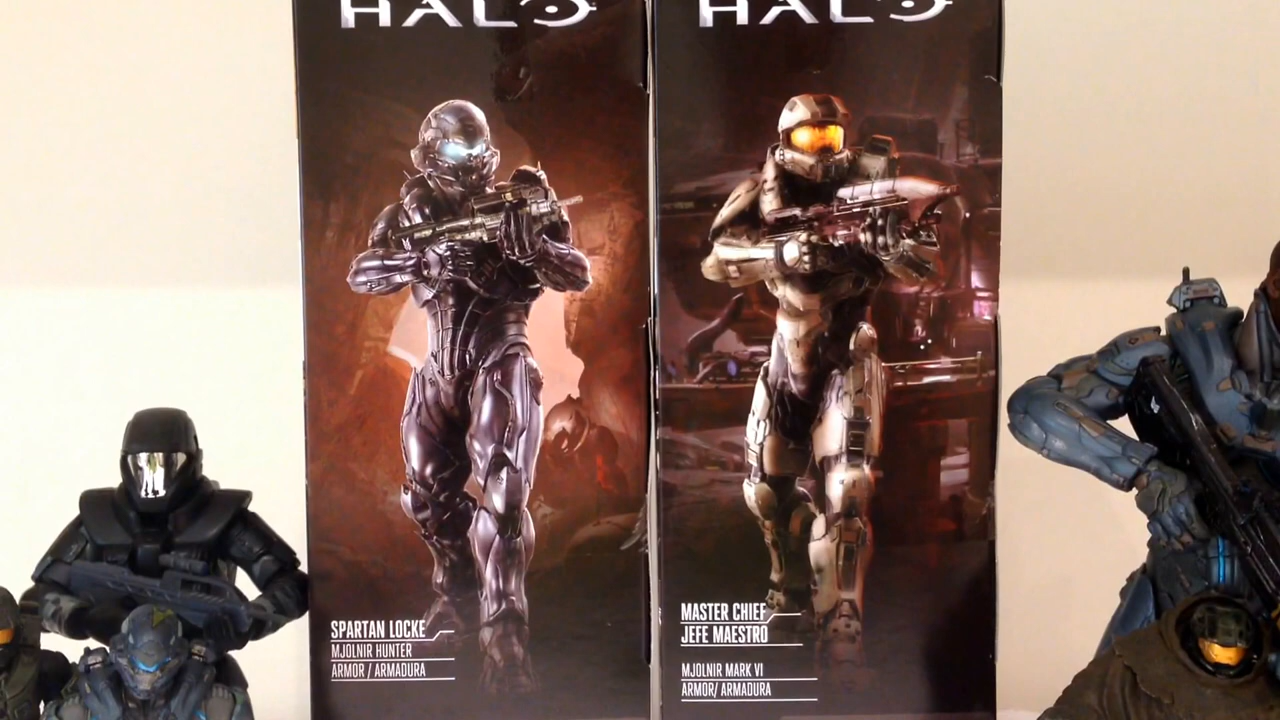 HALO
SPARTAN LOCKE
MJOLNIR HUNTER
ARMOR / ARMADURA
HALO
MASTER CHIEF
JEFE MAESTRO
MJOLNIR MARK VI
ARMOR/ ARMADURA